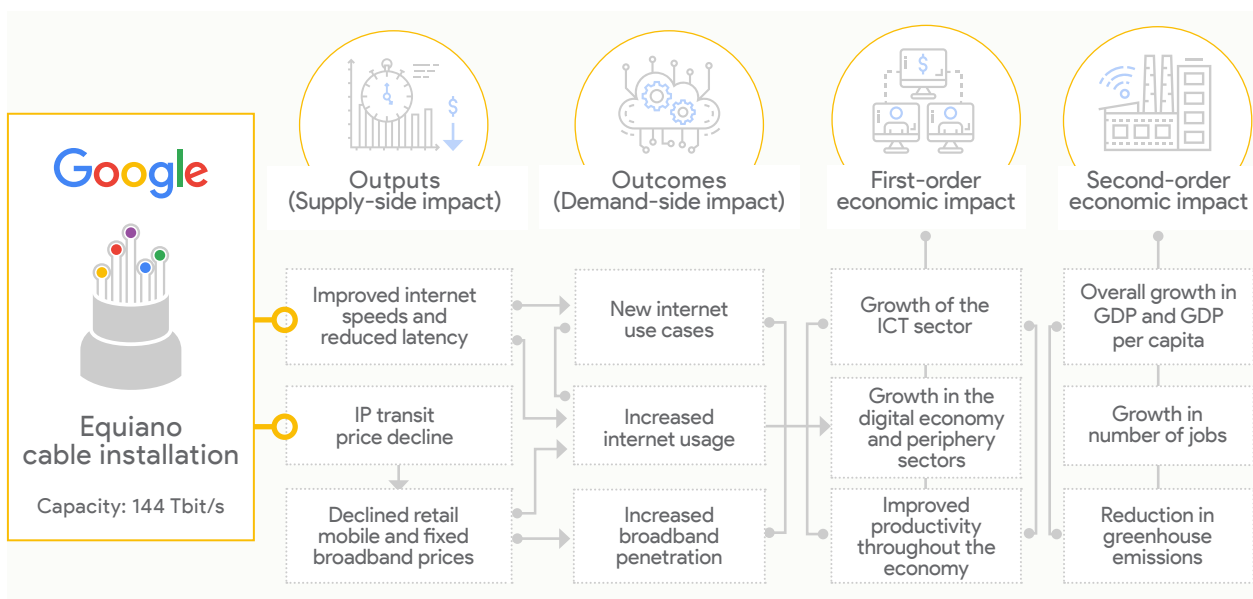 Google
Equiano
cable installation
Capacity: 144 Tbit/s
$
Outputs
(Supply-side impact)
Improved internet
speeds and
reduced latency
IP transit
price decline
Declined retail
mobile and fixed
broadband prices
Outcomes
(Demand-side impact)
New internet
use cases
Increased
internet usage
Increased
broadband
penetration
$
First-order
economic impact
Growth of the
ICT sector
Growth in the
digital economy
and periphery
sectors
Improved
productivity
throughout the
economy
Second-order
economic impact
Overall growth in
GDP and GDP
per capita
Growth in
number of jobs
Reduction in
greenhouse
emissions